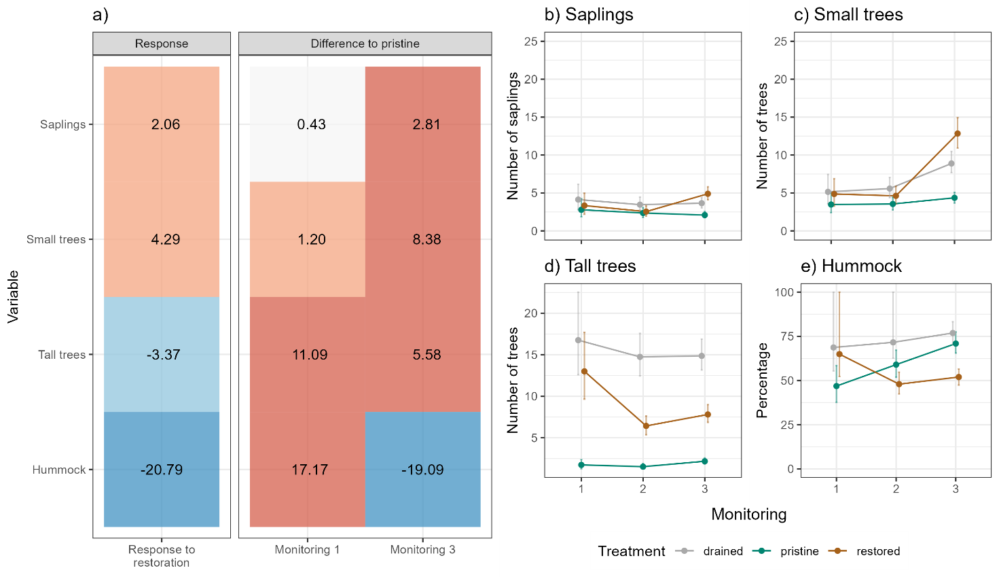 a)
Response
Difference to pristine
Variable
Saplings
2.06
0.43
2.81
Small trees
4.29
1.20
8.38
Tall trees
-3.37
11.09
5.58
Hummock
-20.79
17.17
-19.09
Response to
restoration
Monitoring 1
Monitoring 3
b) Saplings
Number of saplings
25
20
15
10
5
0
c) Small trees
Number of trees
25
20
15
10
5
0
d) Tall trees
Number of trees
20
15
10
5
1
2
3
e) Hummock
Percentage
100
75
50
25
0
1
2
3
Monitoring
Treatment
drained
pristine
restored